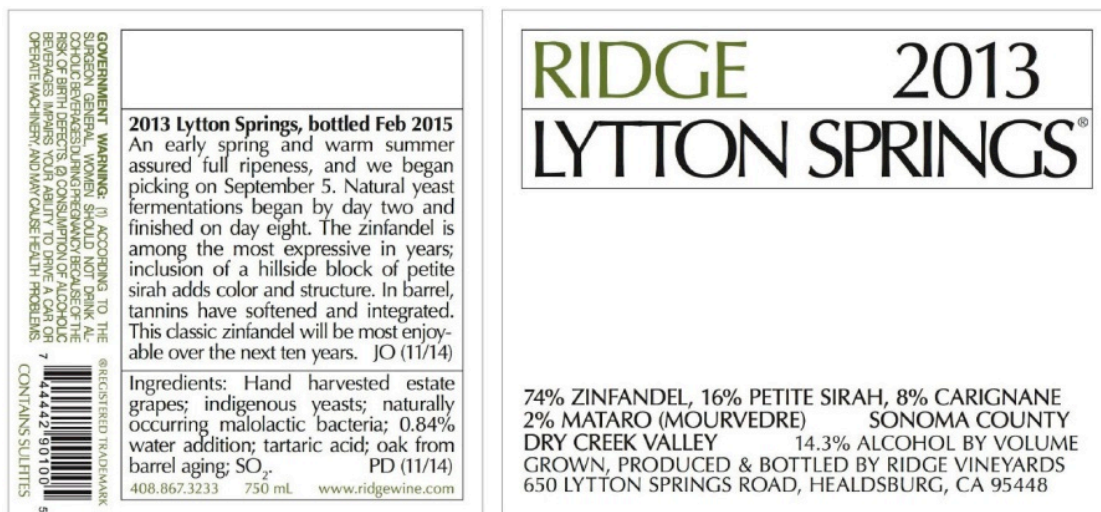 GOVERNMENT WARNING: (1) ACCORDING TO THE
SURGEON GENERAL, WOMEN SHOULD NOT DRINK AL-
COHOLIC BEVERAGES DURING PREGNANCY BECAUSE OF THE
RISK OF BIRTH DEFECTS. (2) CONSUMPTION OF ALCOHOLIC
BEVERAGES IMPAIRS YOUR ABILITY TO DRIVE A CAR OR
OPERATE MACHINERY, AND MAY CAUSE HEALTH PROBLEMS.
®REGISTERED TRADEMARK
7 44442 90100 5
CONTAINS SULFITES
2013 Lytton Springs, bottled Feb 2015
An early spring and warm summer
assured full ripeness, and we began
picking on September 5. Natural yeast
fermentations began by day two and
finished on day eight. The zinfandel is
among the most expressive in years;
inclusion of a hillside block of petite
sirah adds color and structure. In barrel,
tannins have softened and integrated.
This classic zinfandel will be most enjoy-
able over the next ten years. JO (11/14)
Ingredients: Hand harvested estate
grapes; indigenous yeasts; naturally
occurring malolactic bacteria; 0.84%
water addition; tartaric acid; oak from
barrel aging; SO₂. PD (11/14)
408.867.3233 750 mL www.ridgewine.com
RIDGE 2013
LYTTON SPRINGS®
74% ZINFANDEL, 16% PETITE SIRAH, 8% CARIGNANE
2% MATARO (MOURVEDRE) SONOMA COUNTY
DRY CREEK VALLEY 14.3% ALCOHOL BY VOLUME
GROWN, PRODUCED & BOTTLED BY RIDGE VINEYARDS
650 LYTTON SPRINGS ROAD, HEALDSBURG, CA 95448